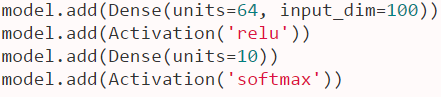 model.add(Dense(units=64, input_dim=100))
model.add(Activation('relu'))
model.add(Dense(units=10))
model.add(Activation('softmax'))